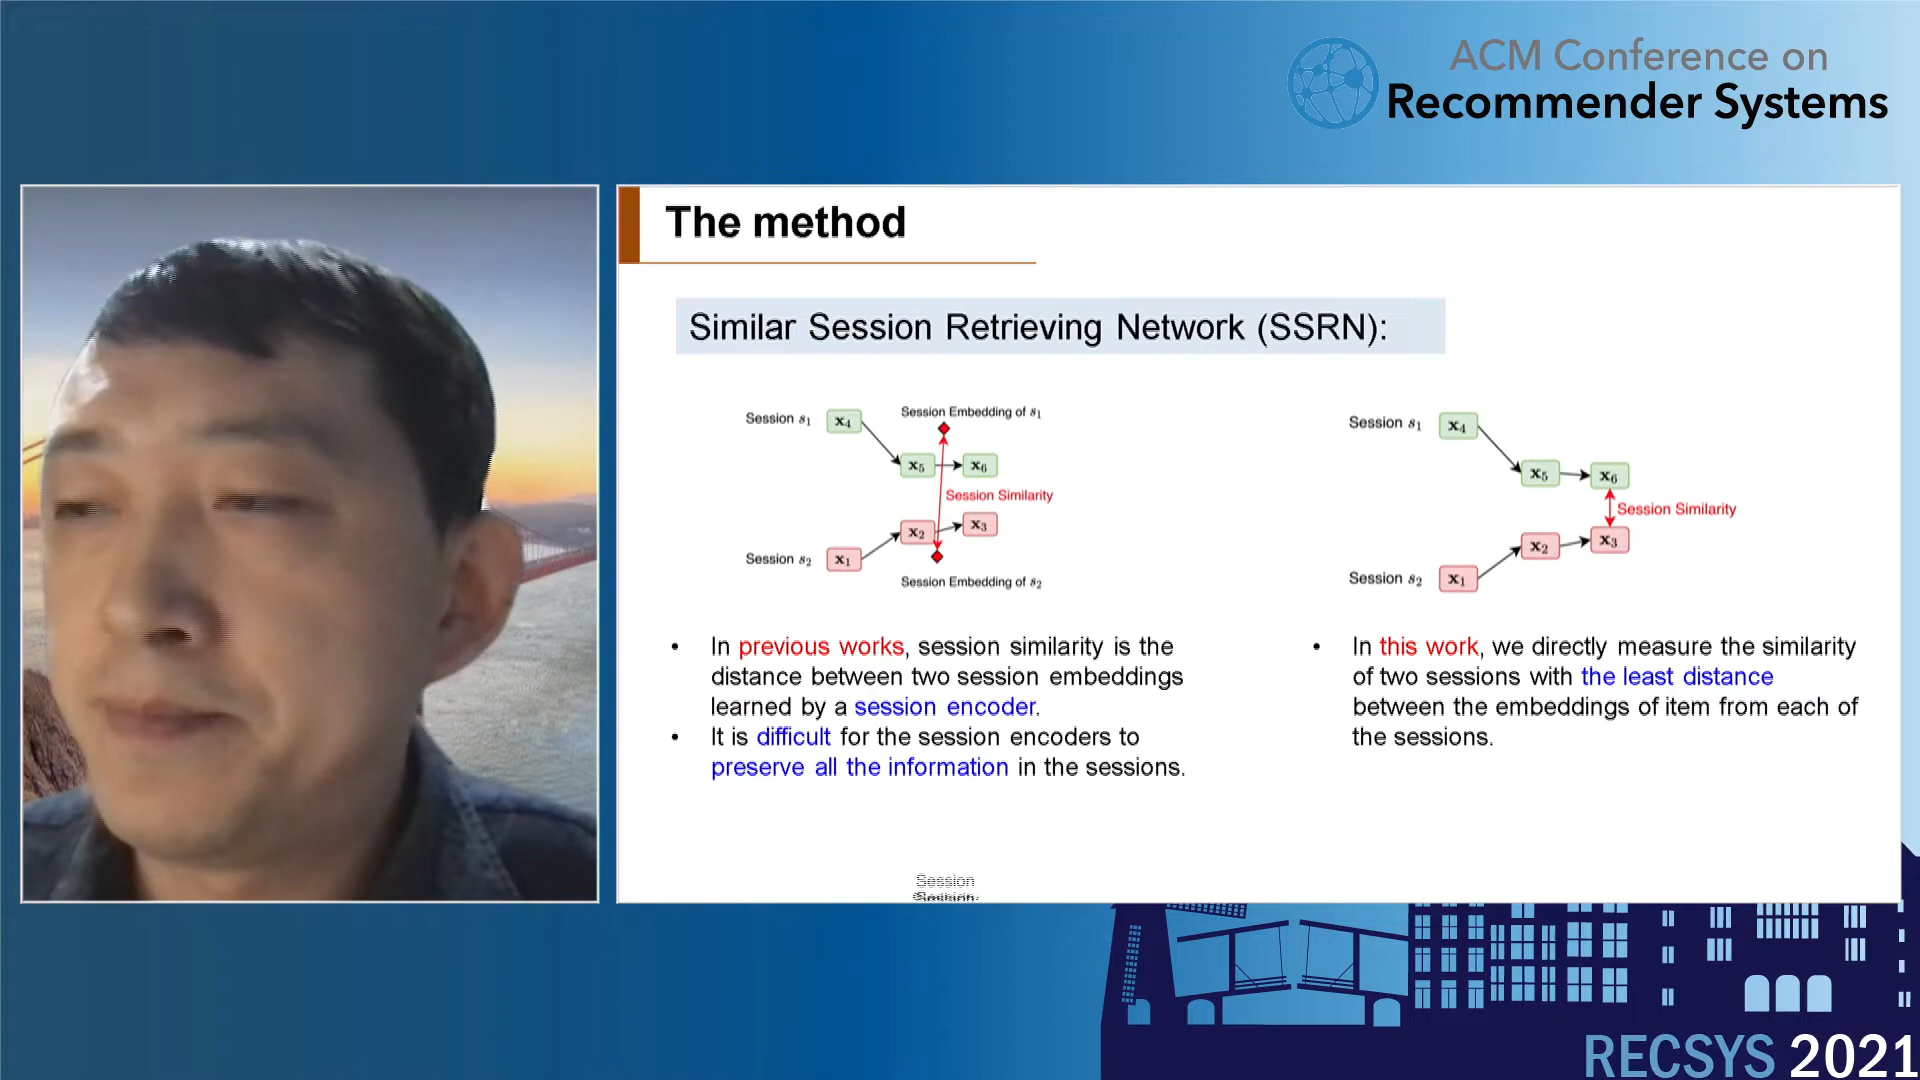 ACM Conference on
Recommender Systems
The method
Similar Session Retrieving Network (SSRN):
Session s₁
x₄
Session Embedding of s₁
x₅
x₆
Session Similarity
x₂
x₃
Session s₂
x₁
Session Embedding of s₂
Session s₁
x₄
x₅
x₆
Session Similarity
x₂
x₃
Session s₂
x₁
• In previous works, session similarity is the
distance between two session embeddings
learned by a session encoder.
• It is difficult for the session encoders to
preserve all the information in the sessions.
• In this work, we directly measure the similarity
of two sessions with the least distance
between the embeddings of item from each of
the sessions.
Session
RECSYS 2021